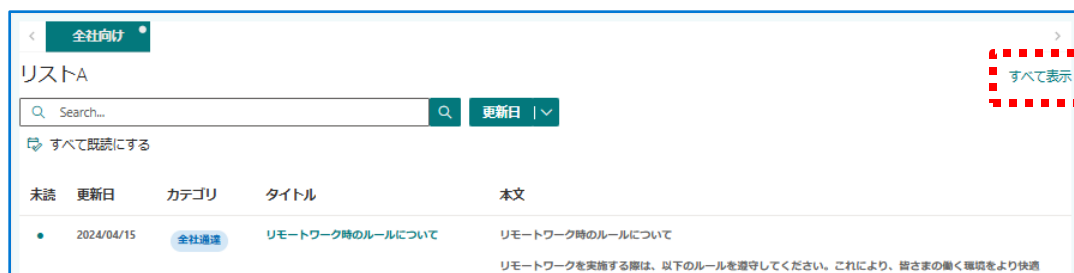 全社向け
リストA
すべて表示
Search...
更新日
すべて既読にする
未読 更新日 カテゴリ タイトル 本文
2024/04/15 全社通達 リモートワーク時のルールについて リモートワーク時のルールについて
リモートワークを実施する際は、以下のルールを遵守してください。これにより、皆さまの働く環境をより快適